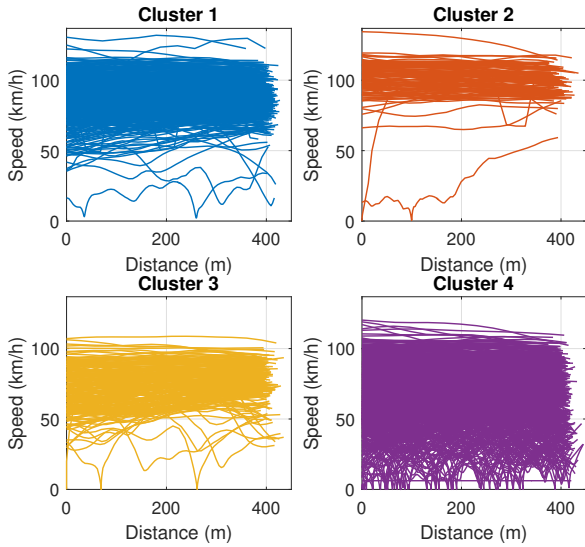 Cluster 1
Cluster 2
Speed (km/h)
100
50
0
0
200
400
Distance (m)
Speed (km/h)
100
50
0
0
200
400
Distance (m)
Cluster 3
Cluster 4
Speed (km/h)
100
50
0
0
200
400
Distance (m)
Speed (km/h)
100
50
0
0
200
400
Distance (m)